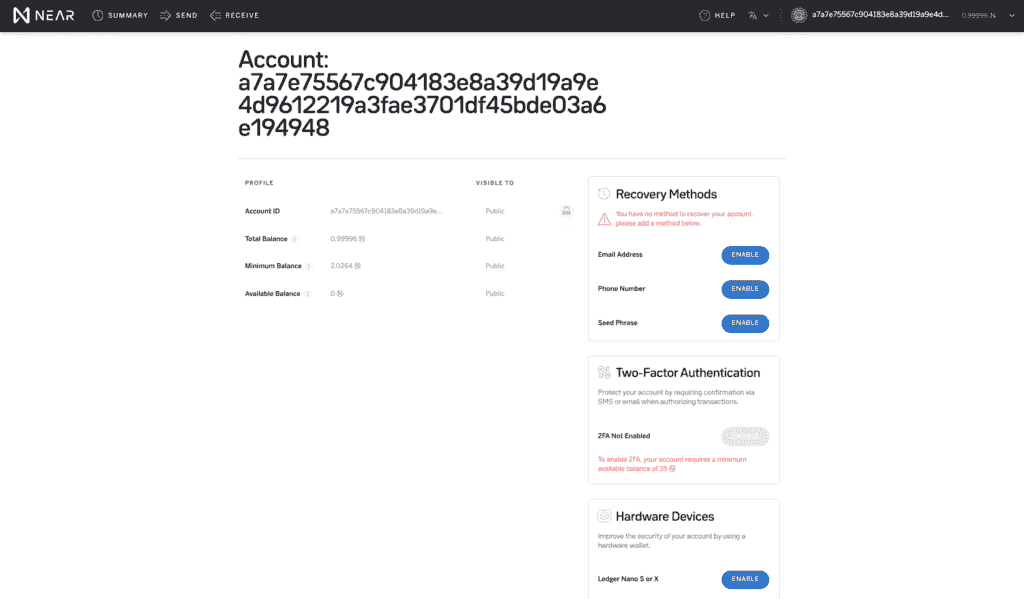 NEAR SUMMARY SEND RECEIVE HELP a7a7e75567c904183e8a39d19a9e4d... 0.99996 Ⓝ
Account:
a7a7e75567c904183e8a39d19a9e
4d9612219a3fae3701df45bde03a6
e194948
PROFILE VISIBLE TO
Account ID a7a7e75567c904183e8a39d19a9e... Public
Total Balance 0.99996 Ⓝ Public
Minimum Balance 2.0264 Ⓝ Public
Available Balance 0 Ⓝ Public
Recovery Methods
You have no method to recover your account,
please add a method below.
Email Address ENABLE
Phone Number ENABLE
Seed Phrase ENABLE
Two-Factor Authentication
Protect your account by requiring confirmation via
SMS or email when authorizing transactions.
2FA Not Enabled
To enable 2FA, your account requires a minimum
available balance of 35 Ⓝ
Hardware Devices
Improve the security of your account by using a
hardware wallet.
Ledger Nano S or X ENABLE